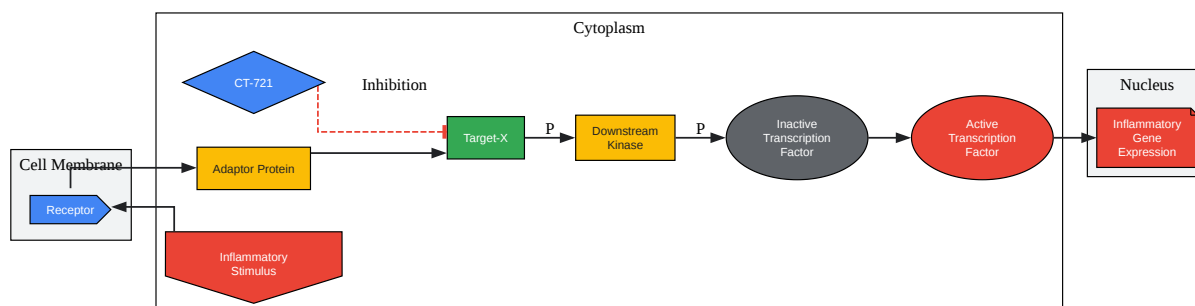 Cytoplasm
CT-721
Inhibition
Nucleus
Cell Membrane
Receptor
Adaptor Protein
Target-X
P
Downstream
Kinase
P
Inactive
Transcription
Factor
Active
Transcription
Factor
Inflammatory
Gene
Expression
Inflammatory
Stimulus